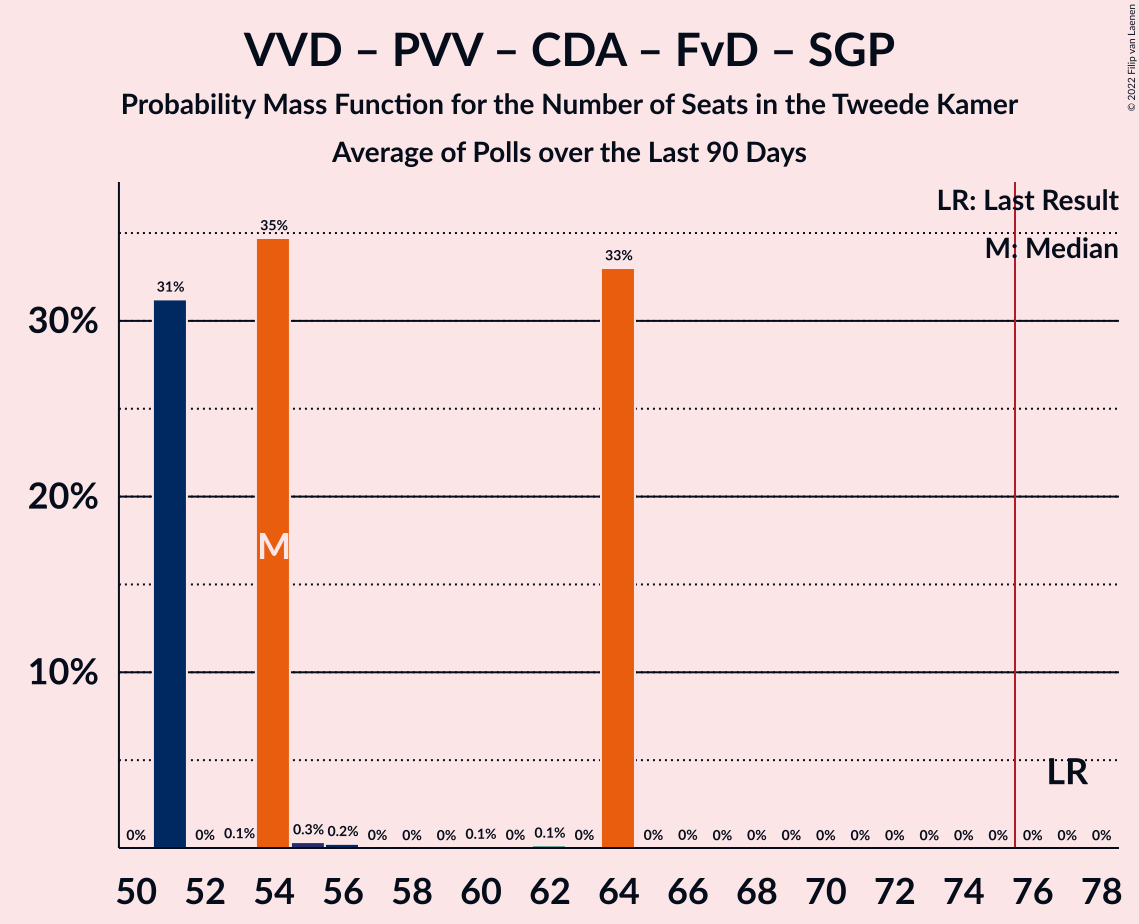 VVD – PVV – CDA – FvD – SGP
Probability Mass Function for the Number of Seats in the Tweede Kamer
Average of Polls over the Last 90 Days
© 2022 Filip van Laenen
LR: Last Result
M: Median
35%
33%
31%
30%
20%
M
10%
LR
0% 0% 0.1% 0.3% 0.2% 0% 0% 0% 0.1% 0% 0.1% 0% 0% 0% 0% 0% 0% 0% 0% 0% 0% 0% 0% 0% 0% 0%
50 52 54 56 58 60 62 64 66 68 70 72 74 76 78